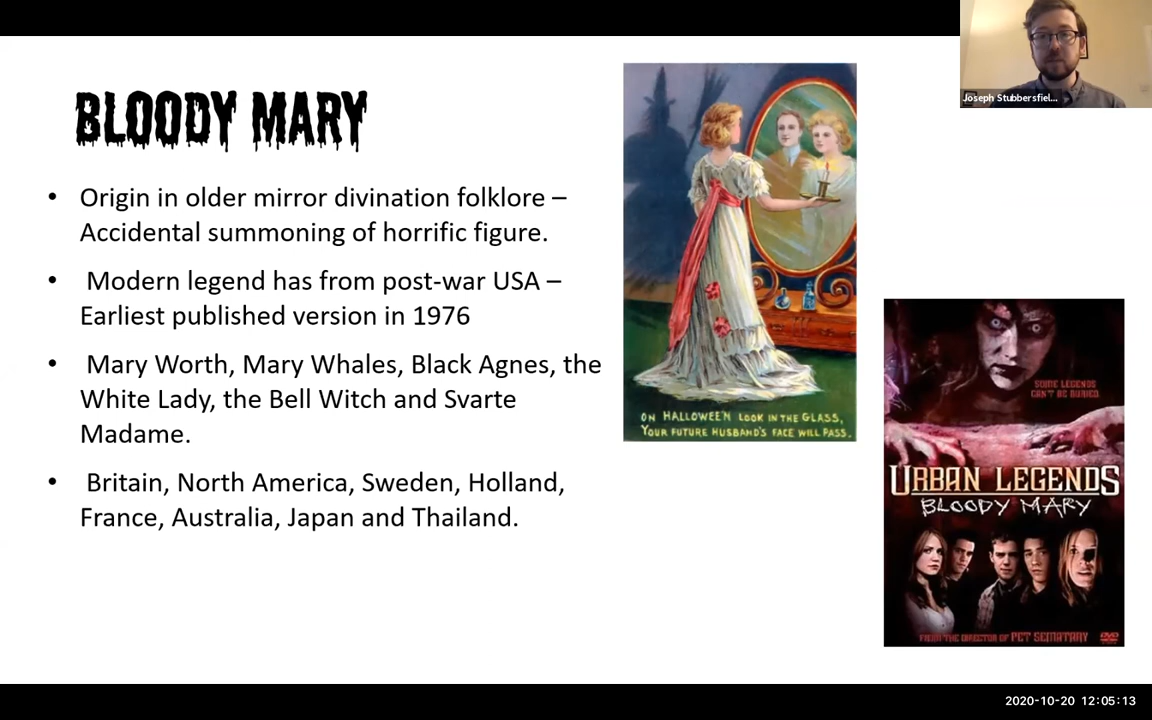 BLOODY MARY
• Origin in older mirror divination folklore –
Accidental summoning of horrific figure.
• Modern legend has from post-war USA –
Earliest published version in 1976
• Mary Worth, Mary Whales, Black Agnes, the
White Lady, the Bell Witch and Svarte
Madame.
• Britain, North America, Sweden, Holland,
France, Australia, Japan and Thailand.
ON HALLOWE'EN LOOK IN THE GLASS,
YOUR FUTURE HUSBAND'S FACE WILL PASS.
Joseph Stubbersfiel...
SOME LEGENDS
CAN'T BE BURIED
URBAN LEGENDS
BLOODY MARY
FROM THE DIRECTOR OF PET SEMATARY
DVD
2020-10-20 12:05:13